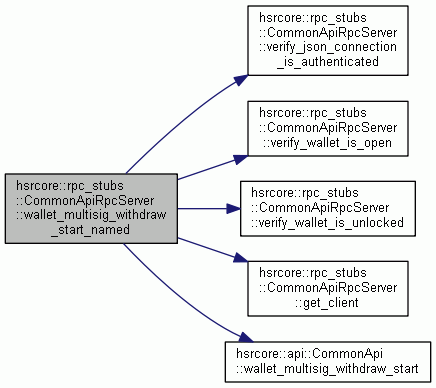 hsrcore::rpc_stubs
::CommonApiRpcServer
::verify_json_connection
_is_authenticated
hsrcore::rpc_stubs
::CommonApiRpcServer
::verify_wallet_is_open
hsrcore::rpc_stubs
::CommonApiRpcServer
::wallet_multisig_withdraw
_start_named
hsrcore::rpc_stubs
::CommonApiRpcServer
::verify_wallet_is_unlocked
hsrcore::rpc_stubs
::CommonApiRpcServer
::get_client
hsrcore::api::CommonApi
::wallet_multisig_withdraw_start